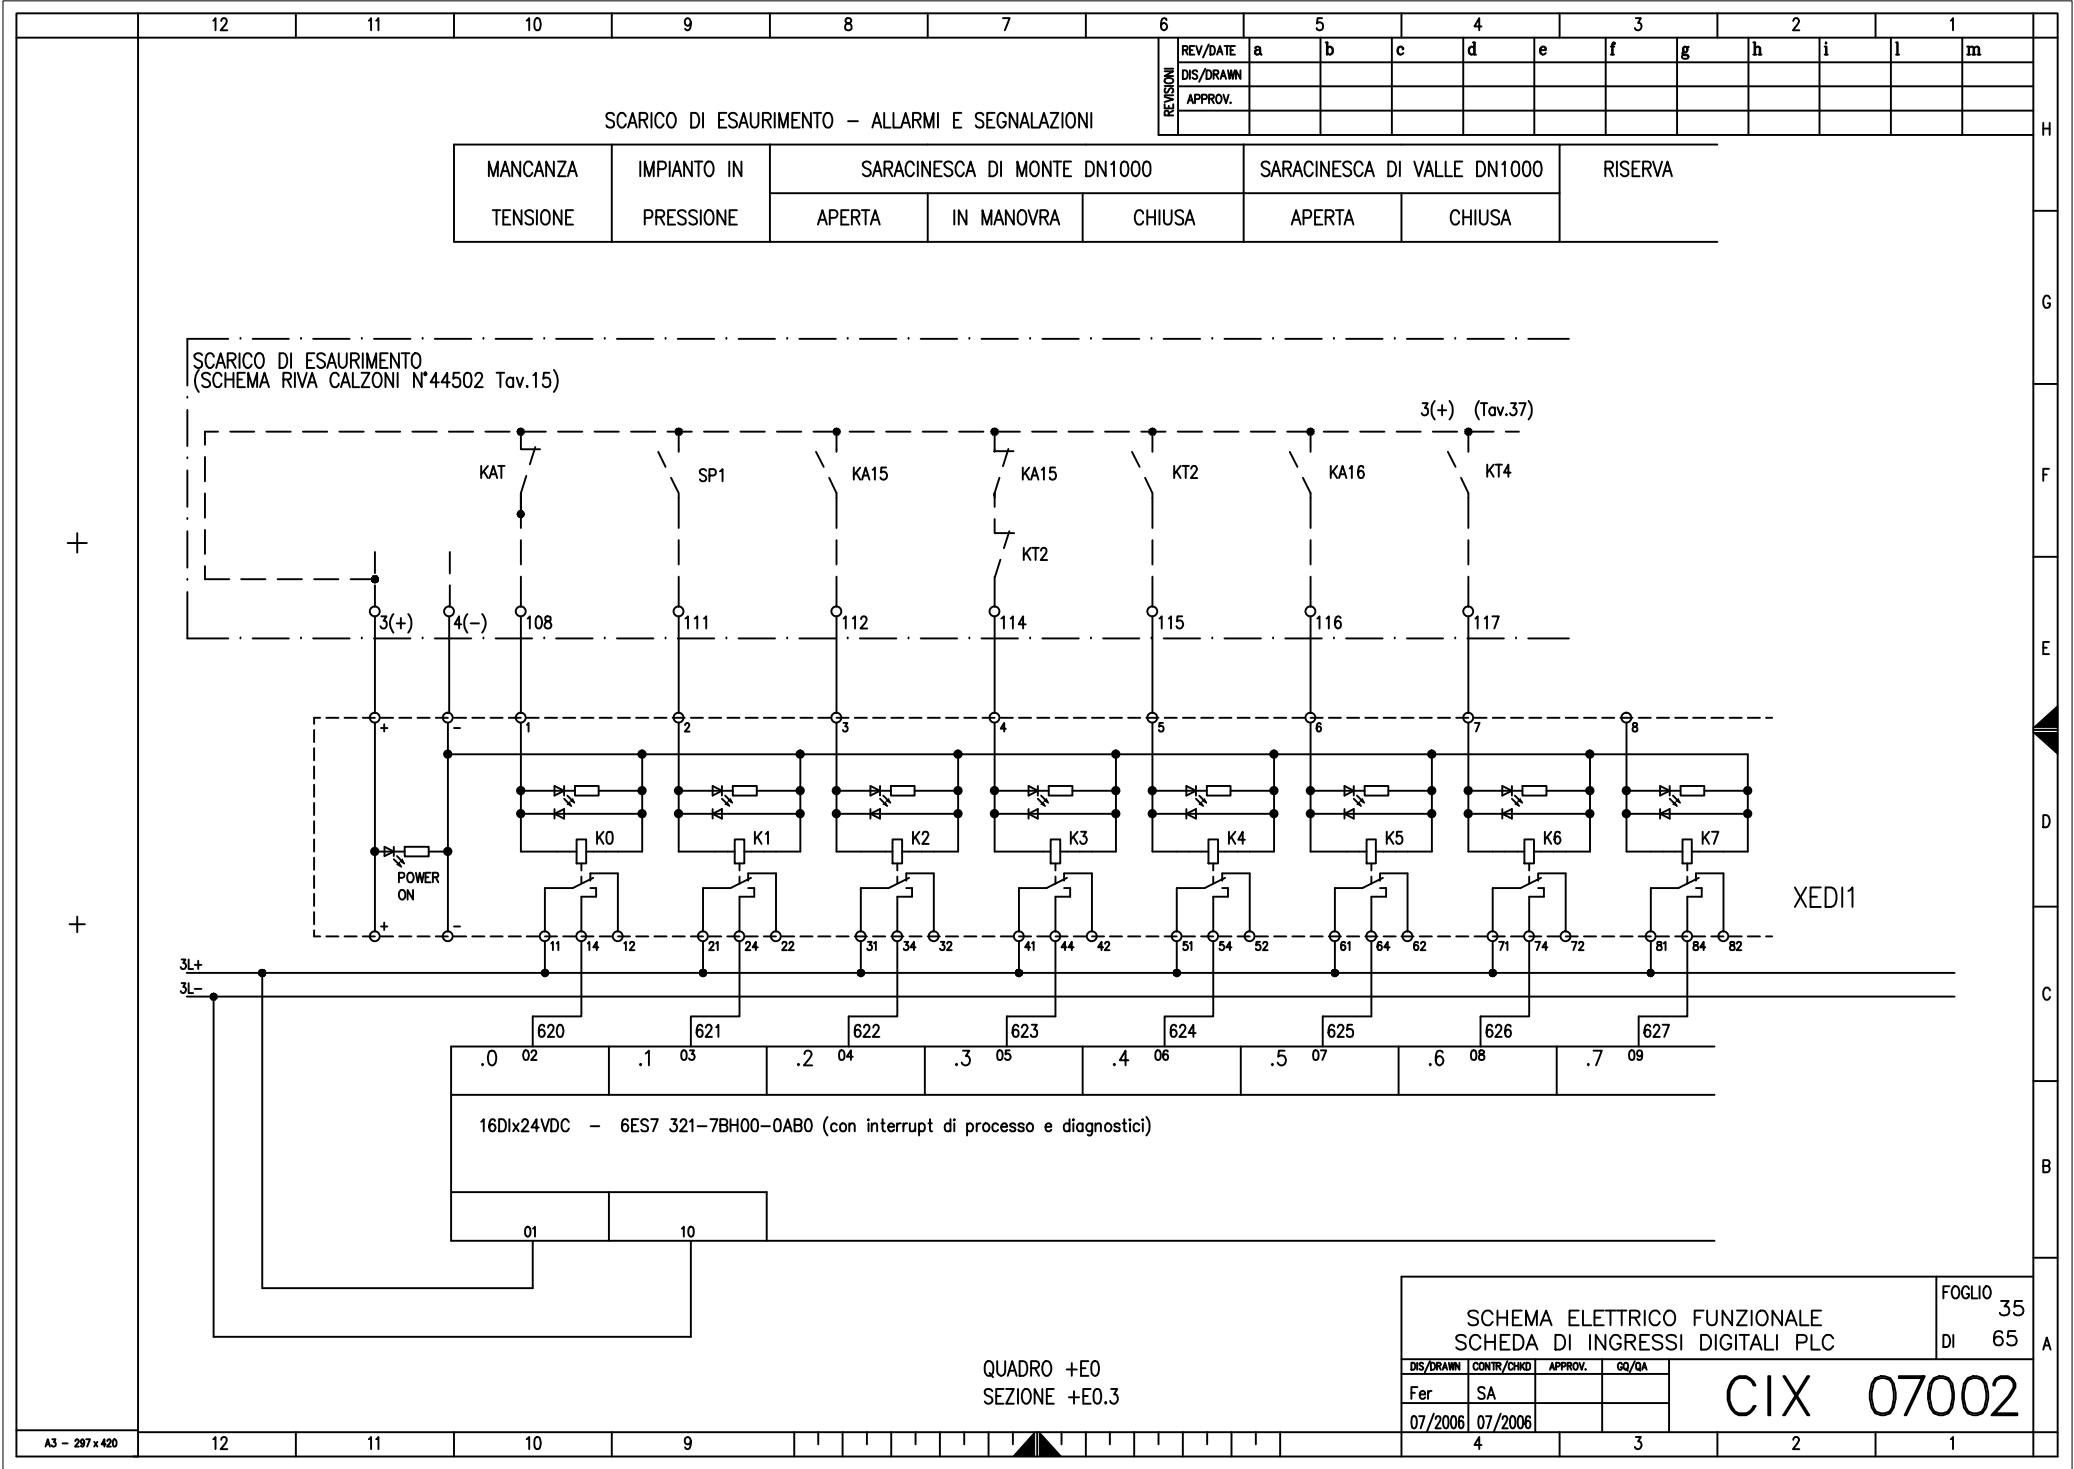 12 11 10 9 8 7 6 5 4 3 2 1
REVISIONI
REV/DATE a b c d e f g h i l m
DIS/DRAWN
APPROV.
SCARICO DI ESAURIMENTO – ALLARMI E SEGNALAZIONI
H
MANCANZA TENSIONE
IMPIANTO IN PRESSIONE
SARACINESCA DI MONTE DN1000
APERTA IN MANOVRA CHIUSA
SARACINESCA DI VALLE DN1000
APERTA CHIUSA
RISERVA
G
SCARICO DI ESAURIMENTO
(SCHEMA RIVA CALZONI N°44502 Tav.15)
3(+) (Tav.37)
KAT SP1 KA15 KA15 KT2 KA16 KT4
F
KT2
3(+) 4(–) 108 111 112 114 115 116 117
E
+ – 1 2 3 4 5 6 7 8
K0 K1 K2 K3 K4 K5 K6 K7
D
POWER
ON
XEDI1
+ – 11 14 12 21 24 22 31 34 32 41 44 42 51 54 52 61 64 62 71 74 72 81 84 82
3L+
3L–
C
620 621 622 623 624 625 626 627
.0 02 .1 03 .2 04 .3 05 .4 06 .5 07 .6 08 .7 09
16DIx24VDC – 6ES7 321–7BH00–0AB0 (con interrupt di processo e diagnostici)
B
01 10
QUADRO +E0
SEZIONE +E0.3
SCHEMA ELETTRICO FUNZIONALE
SCHEDA DI INGRESSI DIGITALI PLC
FOGLIO 35
DI 65
A
DIS/DRAWN CONTR/CHKD APPROV. GQ/QA
Fer SA
07/2006 07/2006
CIX 07002
A3 – 297x420
12 11 10 9 4 3 2 1